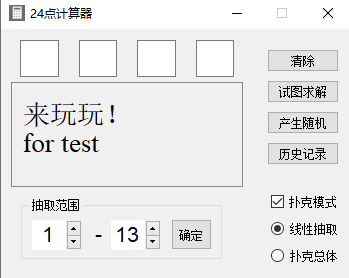 24点计算器
清除
试图求解
来玩玩！
for test
产生随机
历史记录
抽取范围
1 - 13 确定
扑克模式
线性抽取
扑克总体